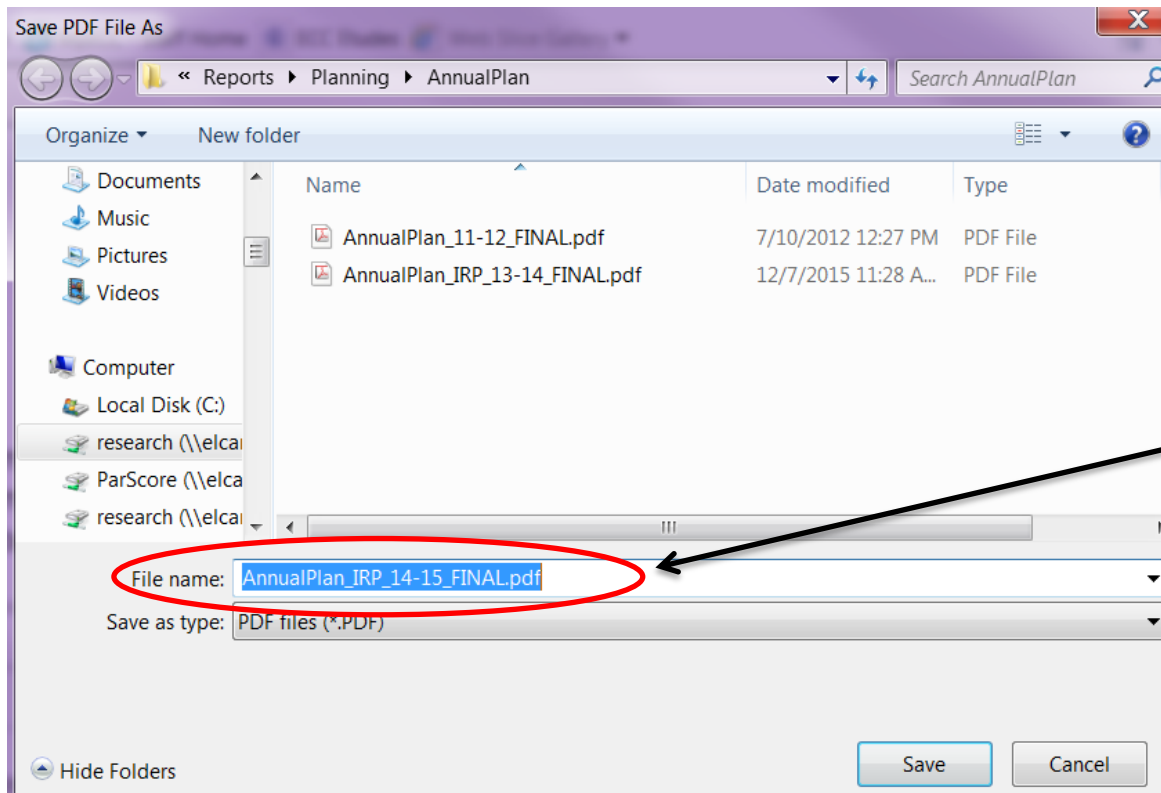 Save PDF File As
« Reports Planning AnnualPlan Search AnnualPlan
Organize New folder
Documents
Music
Pictures
Videos
Computer
Local Disk (C:)
research (\\elca
ParScore (\\elca
research (\\elca
Name Date modified Type
AnnualPlan_11-12_FINAL.pdf 7/10/2012 12:27 PM PDF File
AnnualPlan_IRP_13-14_FINAL.pdf 12/7/2015 11:28 A... PDF File
File name: AnnualPlan_IRP_14-15_FINAL.pdf
Save as type: PDF files (*.PDF)
Hide Folders Save Cancel